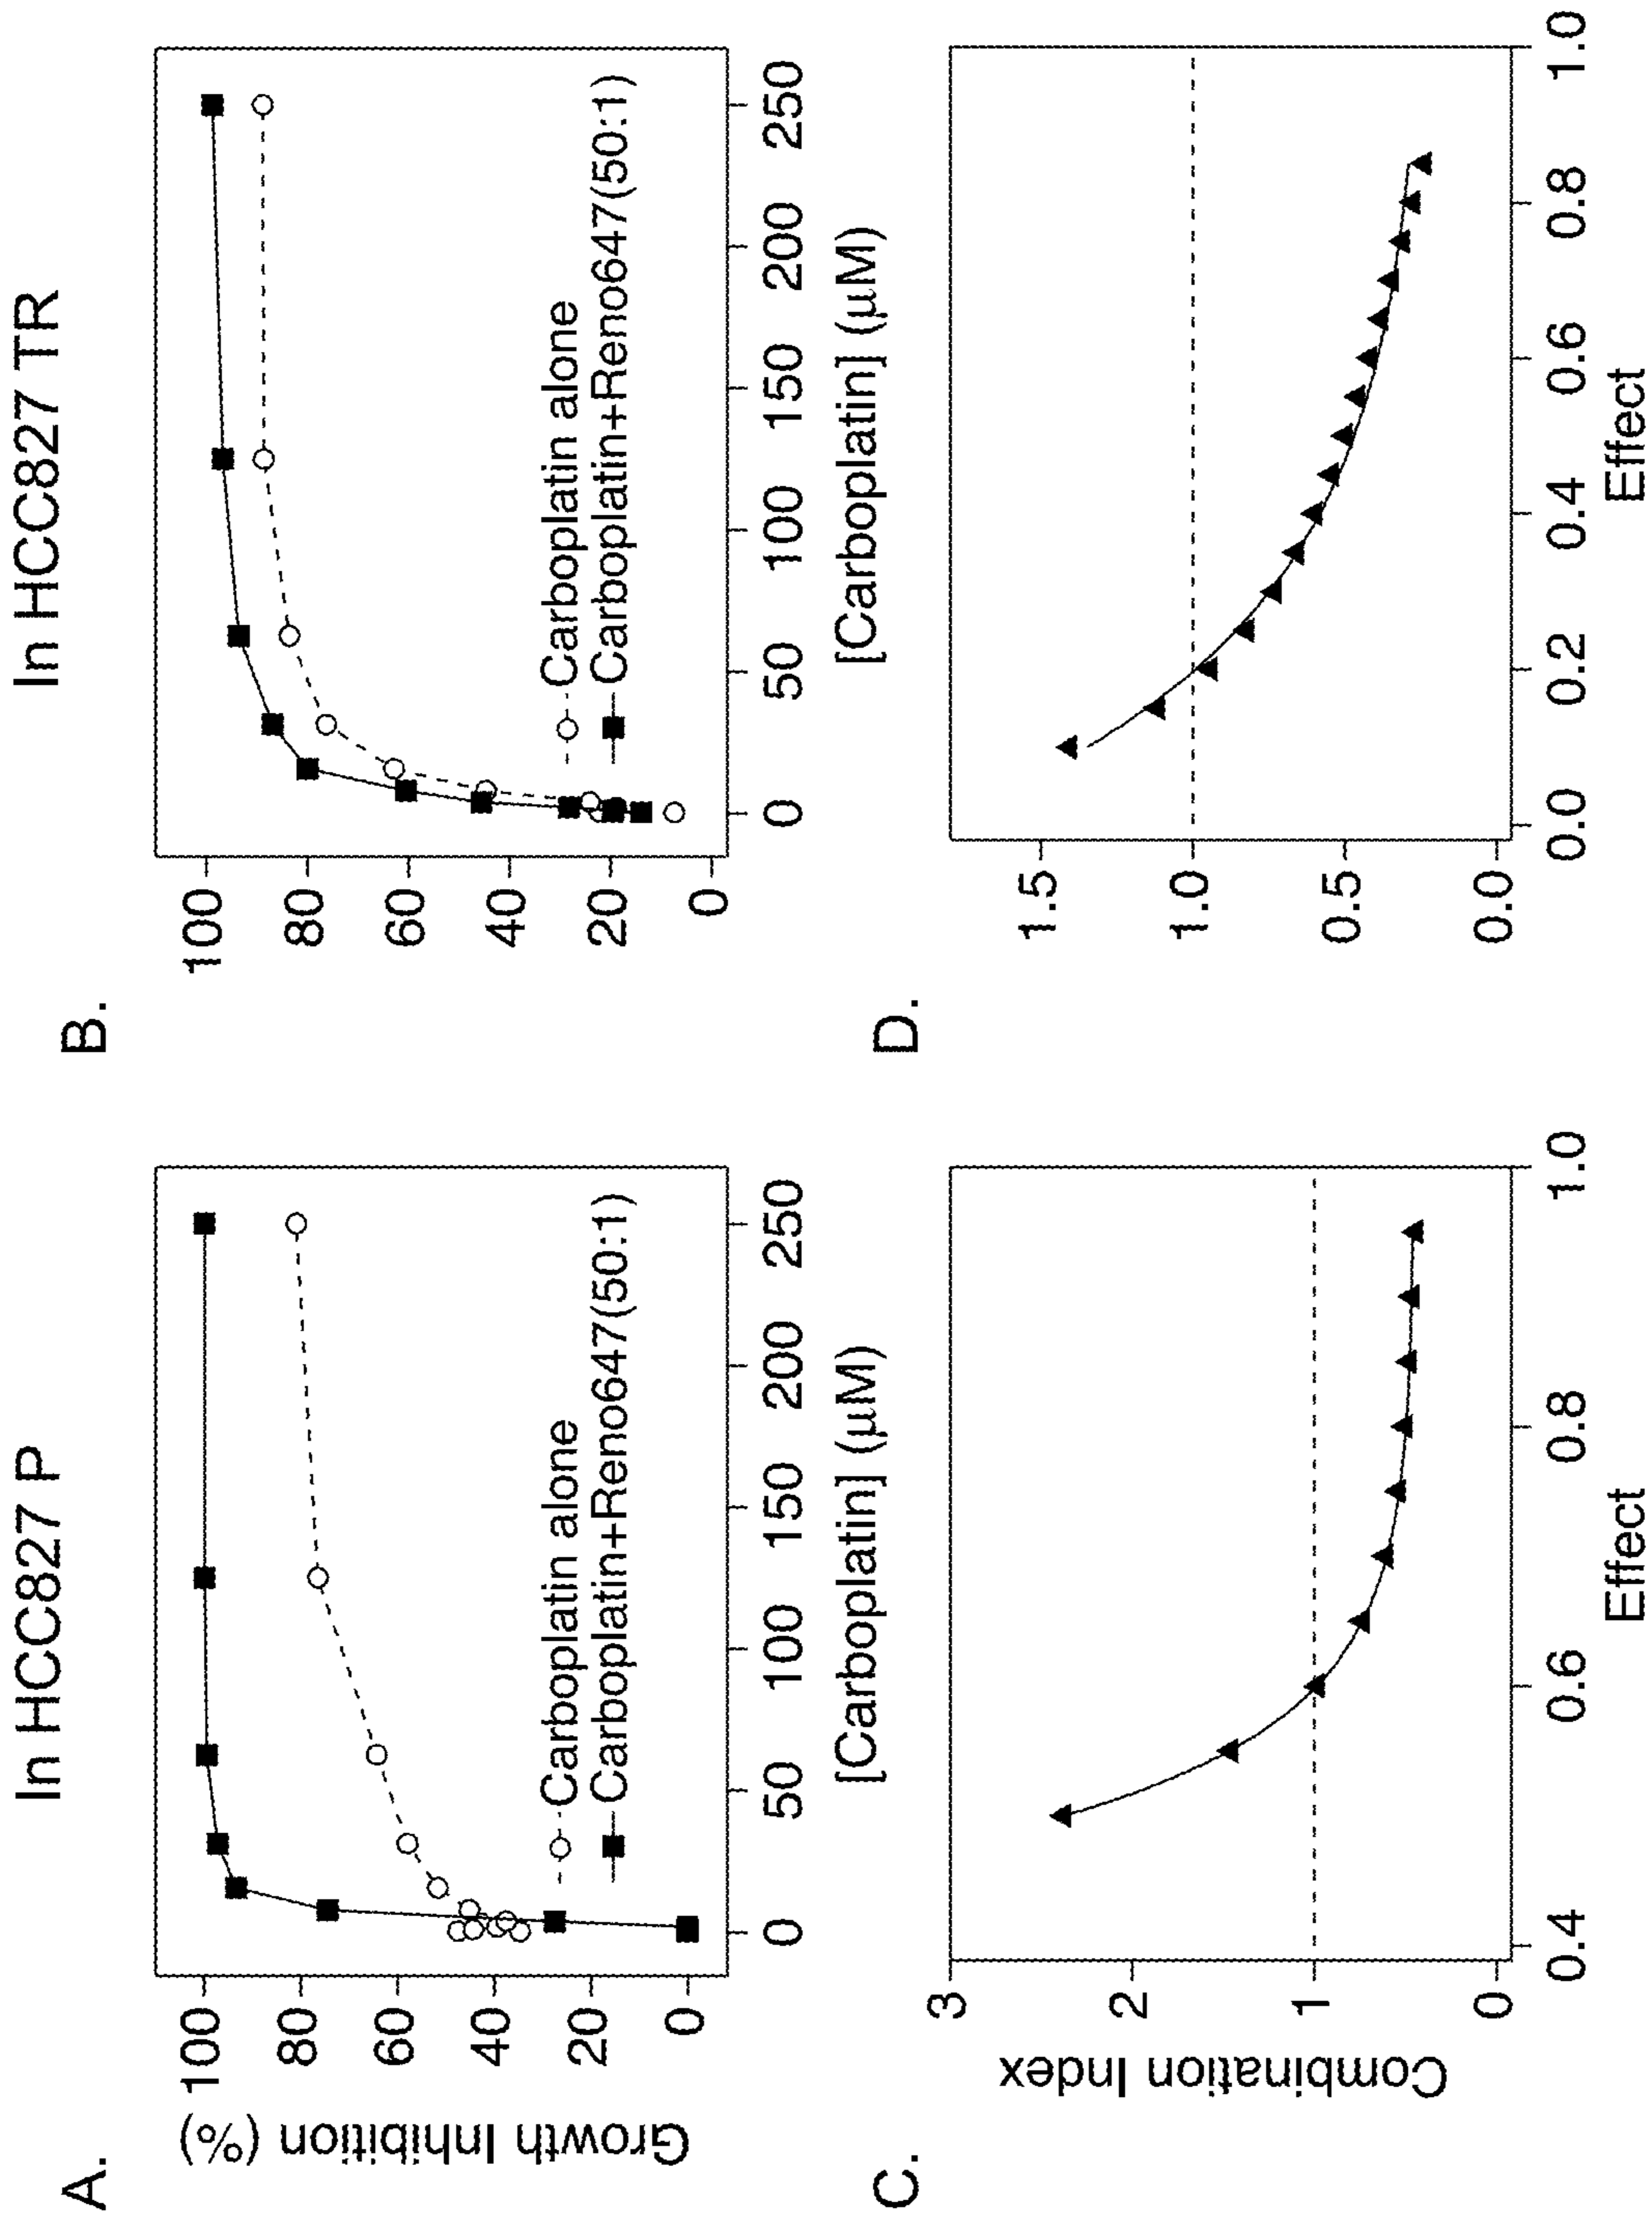 In HCC827 P
In HCC827 TR
A.
Growth Inhibition (%)
100
80
60
40
20
0
Carboplatin alone
Carboplatin+Reno647(50:1)
0 50 100 150 200 250
[Carboplatin] (μM)
B.
100
80
60
40
20
0
Carboplatin alone
Carboplatin+Reno647(50:1)
0 50 100 150 200 250
[Carboplatin] (μM)
C.
Combination Index
3
2
1
0
0.4 0.6 0.8 1.0
Effect
D.
1.5
1.0
0.5
0.0
0.0 0.2 0.4 0.6 0.8 1.0
Effect